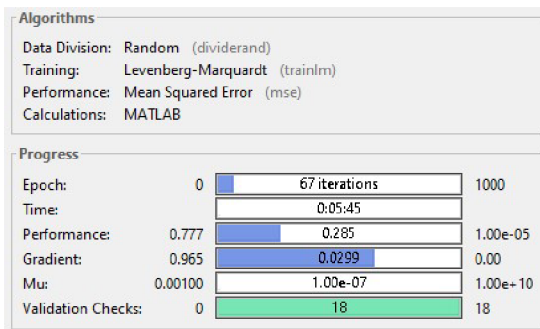 Algorithms
Data Division: Random (dividerand)
Training: Levenberg-Marquardt (trainlm)
Performance: Mean Squared Error (mse)
Calculations: MATLAB
Progress
Epoch: 0 67 iterations 1000
Time: 0:05:45
Performance: 0.777 0.285 1.00e-05
Gradient: 0.965 0.0299 0.00
Mu: 0.00100 1.00e-07 1.00e+10
Validation Checks: 0 18 18